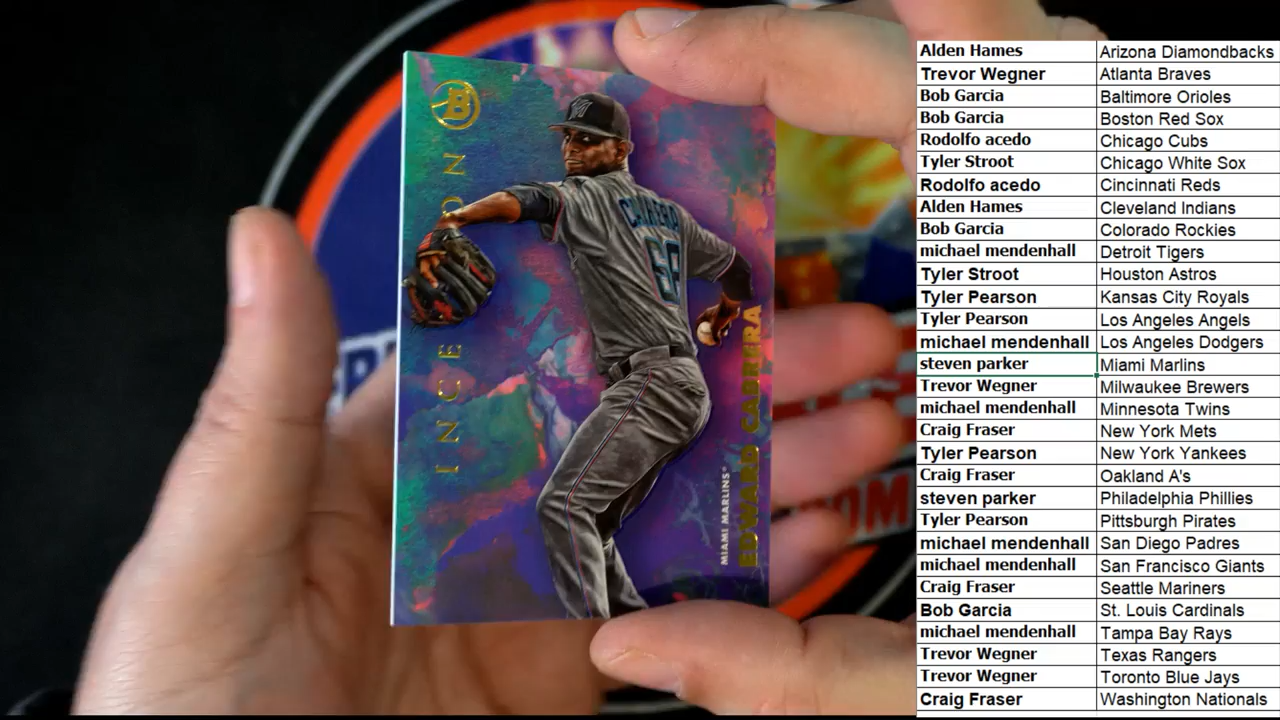 B
INCE ON
CABRERA
68
MIAMI MARLINS
EDWARD CABRERA
Alden Hames Arizona Diamondbacks
Trevor Wegner Atlanta Braves
Bob Garcia Baltimore Orioles
Bob Garcia Boston Red Sox
Rodolfo acedo Chicago Cubs
Tyler Stroot Chicago White Sox
Rodolfo acedo Cincinnati Reds
Alden Hames Cleveland Indians
Bob Garcia Colorado Rockies
michael mendenhall Detroit Tigers
Tyler Stroot Houston Astros
Tyler Pearson Kansas City Royals
Tyler Pearson Los Angeles Angels
michael mendenhall Los Angeles Dodgers
steven parker Miami Marlins
Trevor Wegner Milwaukee Brewers
michael mendenhall Minnesota Twins
Craig Fraser New York Mets
Tyler Pearson New York Yankees
Craig Fraser Oakland A's
steven parker Philadelphia Phillies
Tyler Pearson Pittsburgh Pirates
michael mendenhall San Diego Padres
michael mendenhall San Francisco Giants
Craig Fraser Seattle Mariners
Bob Garcia St. Louis Cardinals
michael mendenhall Tampa Bay Rays
Trevor Wegner Texas Rangers
Trevor Wegner Toronto Blue Jays
Craig Fraser Washington Nationals